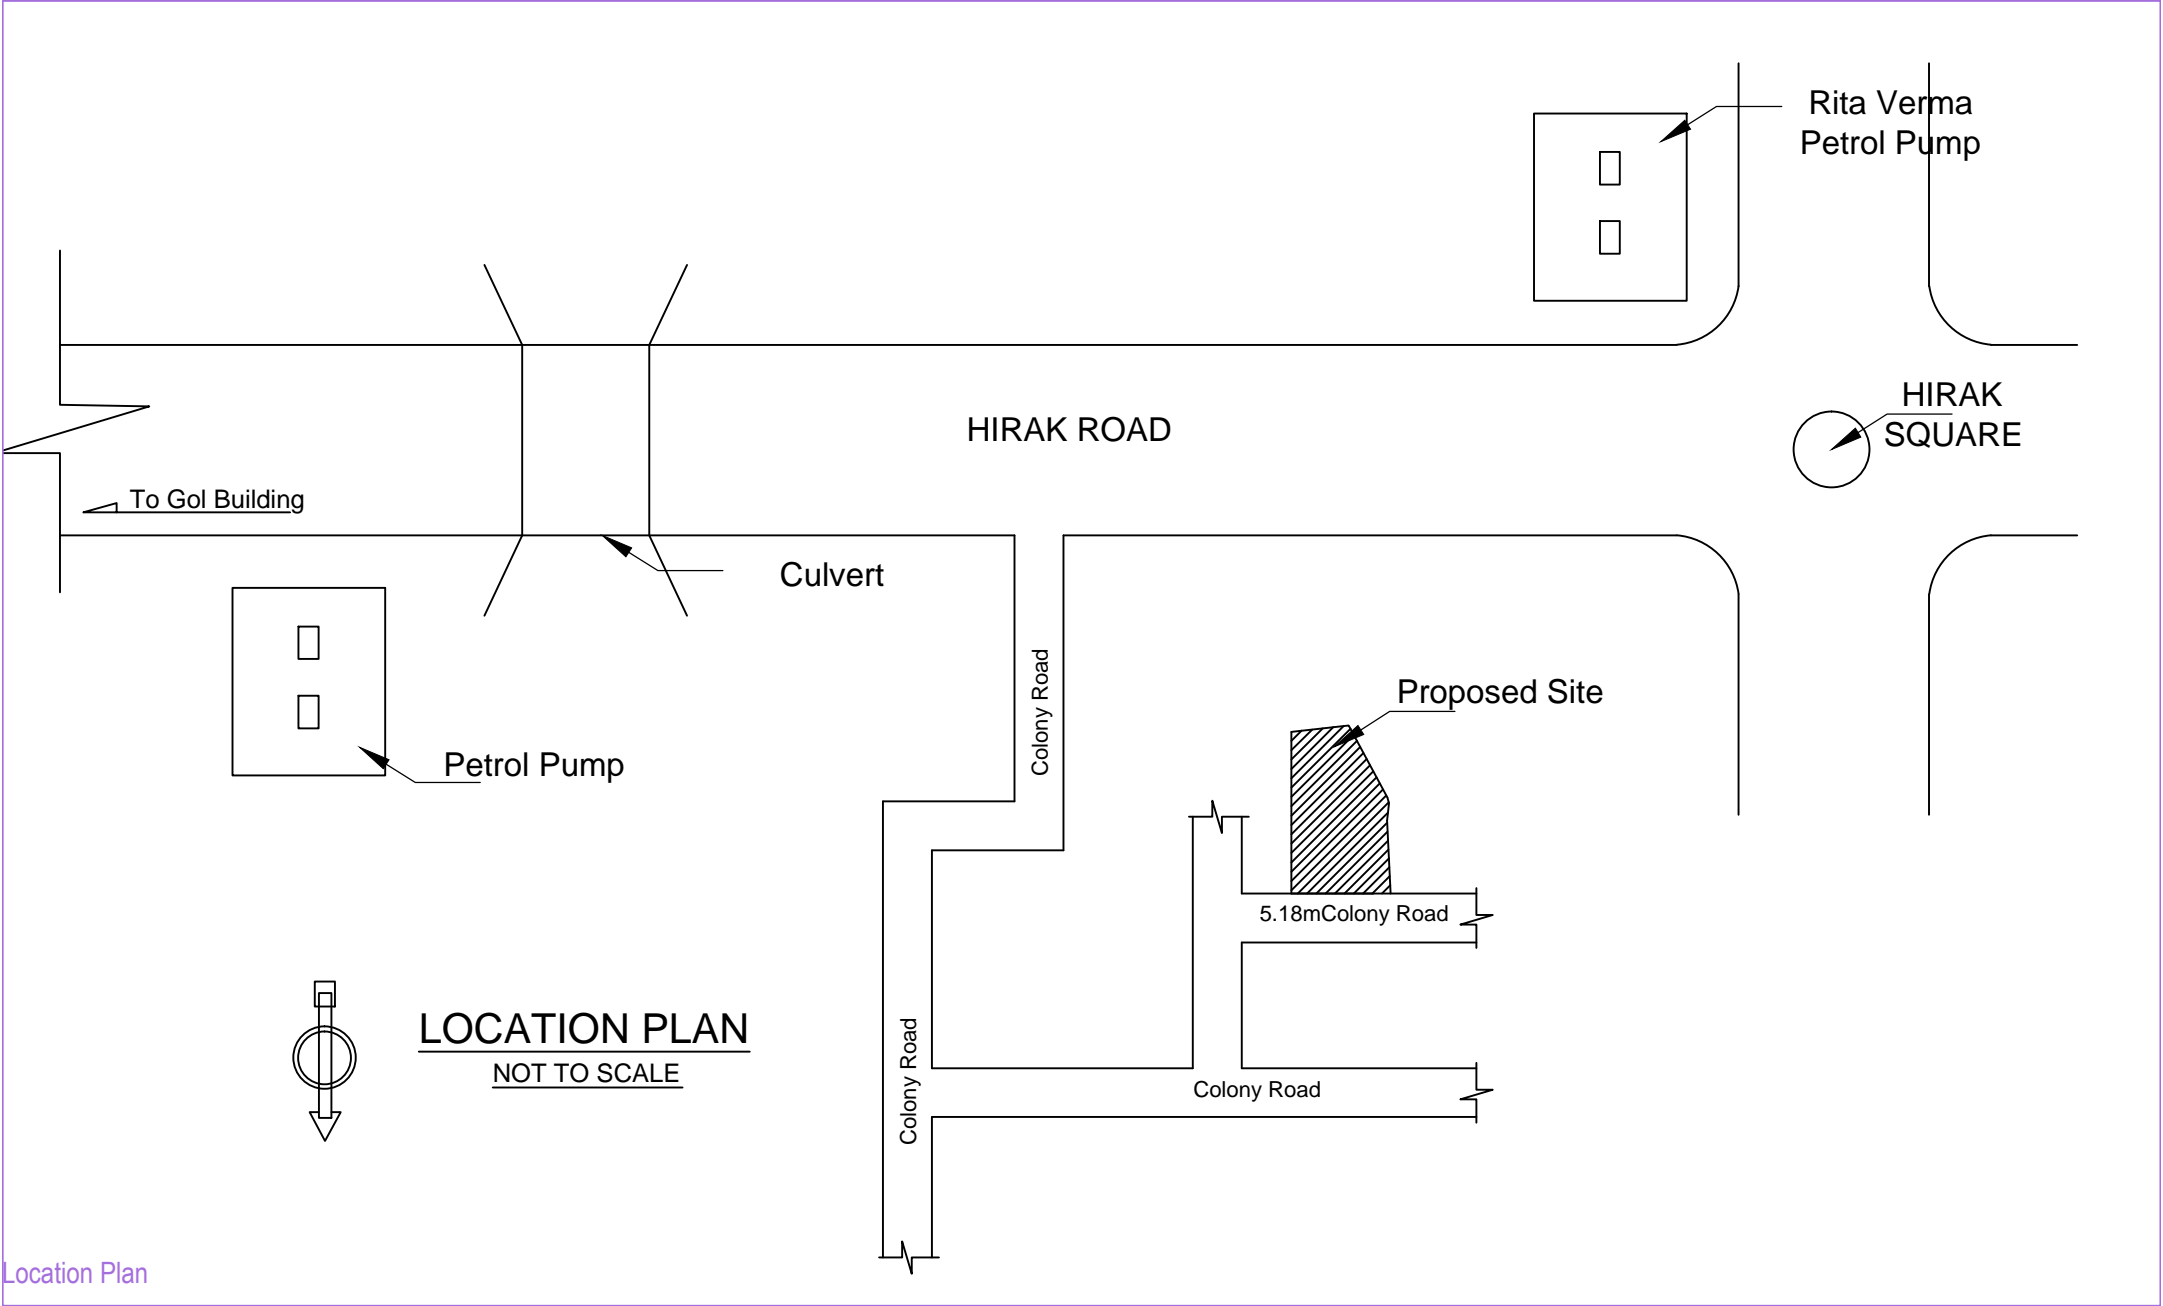 Rita Verma
Petrol Pump
HIRAK ROAD
HIRAK
SQUARE
To Gol Building
Culvert
Colony Road
Proposed Site
Petrol Pump
5.18mColony Road
LOCATION PLAN
NOT TO SCALE
Colony Road
Colony Road
Location Plan